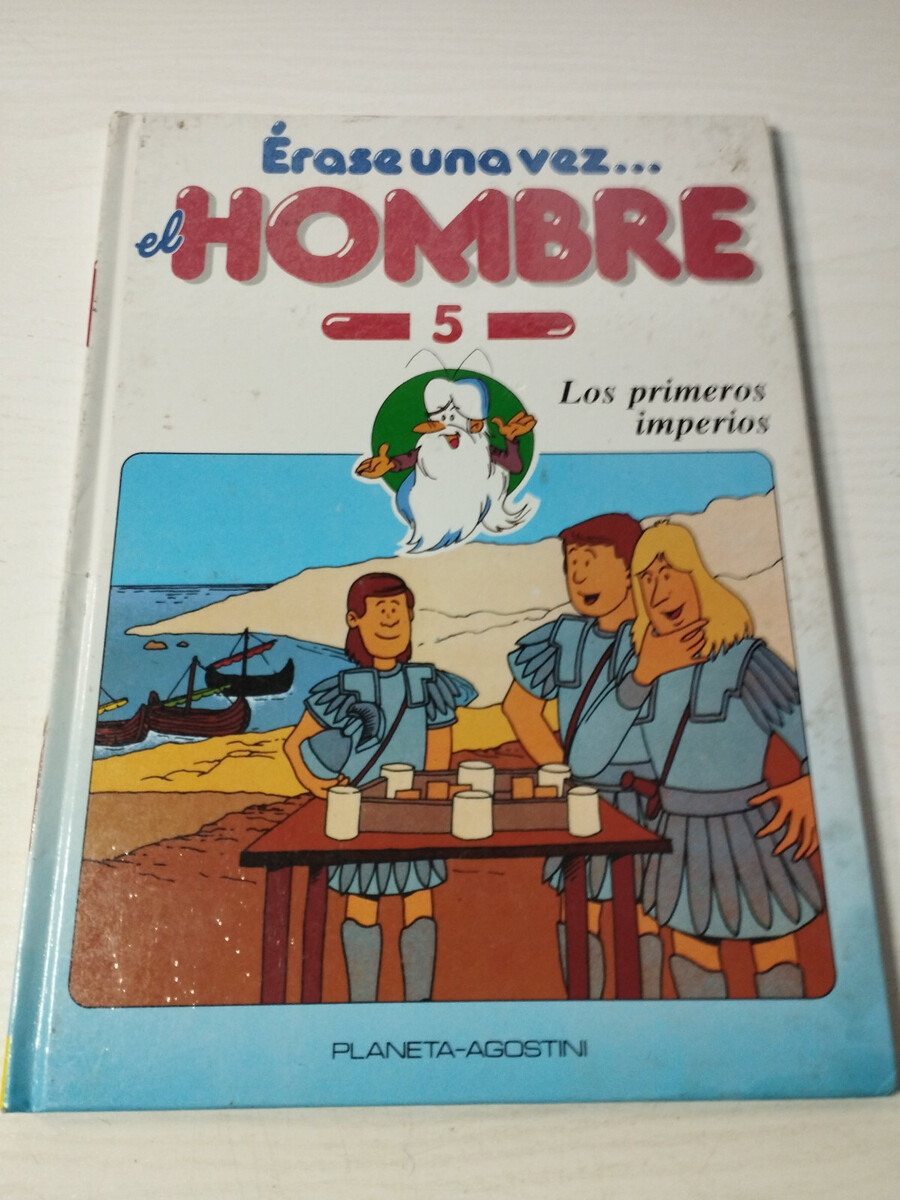 Érase una vez...
el HOMBRE
5
Los primeros
imperios
PLANETA-AGOSTINI